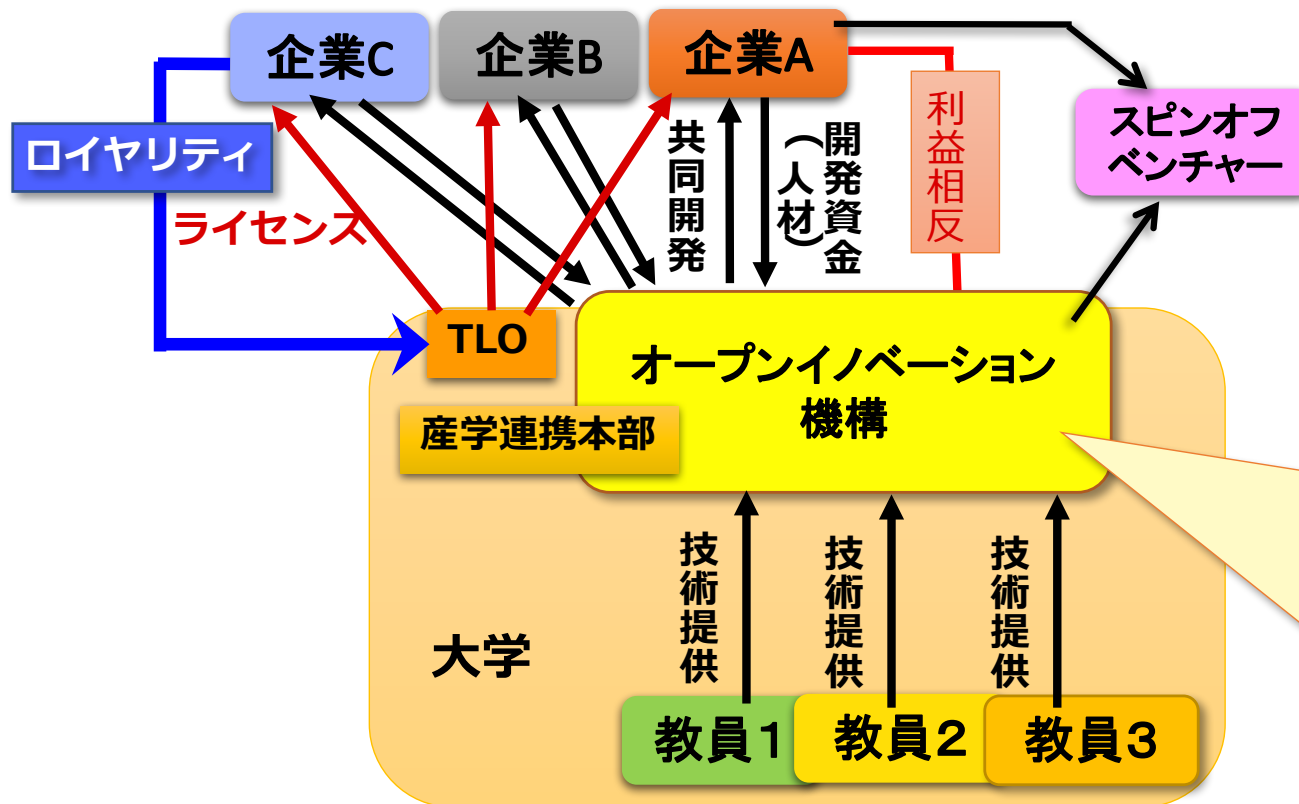 企業C
企業B
企業A
スピンオフ
ベンチャー
ロイヤリティ
ライセンス
共同開発
開発資金
(人材)
利益相反
TLO
オープンイノベーション
機構
産学連携本部
技術提供
技術提供
技術提供
大学
教員1
教員2
教員3